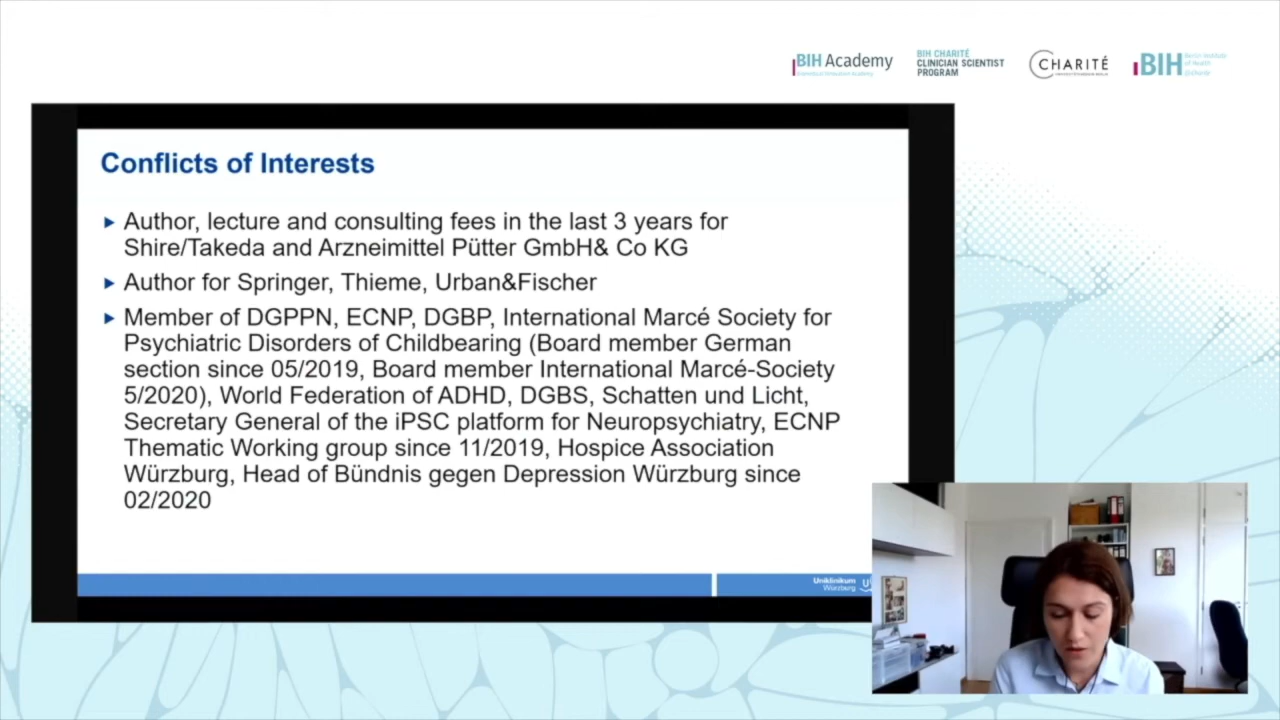 BIH Academy
BIH CHARITÉ
CLINICIAN SCIENTIST
PROGRAM
CHARITÉ
BIH
Berlin Institute
of Health
@Charité
Conflicts of Interests
Author, lecture and consulting fees in the last 3 years for
Shire/Takeda and Arzneimittel Pütter GmbH& Co KG
Author for Springer, Thieme, Urban&Fischer
Member of DGPPN, ECNP, DGBP, International Marcé Society for
Psychiatric Disorders of Childbearing (Board member German
section since 05/2019, Board member International Marcé-Society
5/2020), World Federation of ADHD, DGBS, Schatten und Licht,
Secretary General of the iPSC platform for Neuropsychiatry, ECNP
Thematic Working group since 11/2019, Hospice Association
Würzburg, Head of Bündnis gegen Depression Würzburg since
02/2020
Uniklinikum
Würzburg